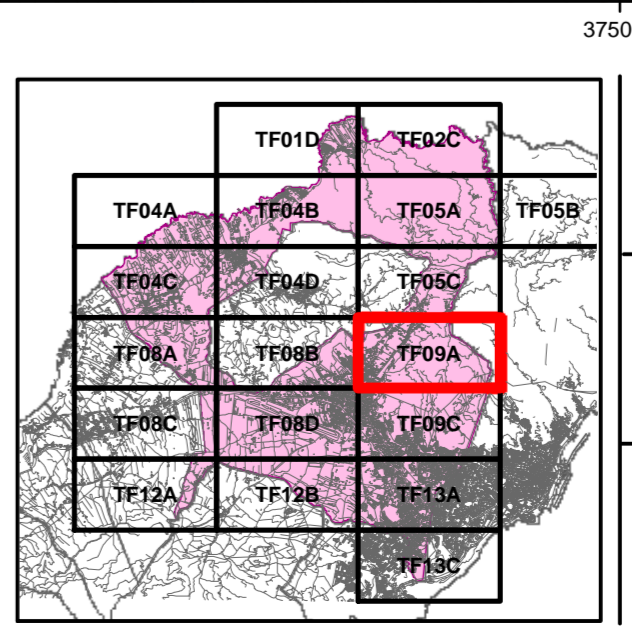 3750
TF01D TF02C
TF04A TF04B TF05A TF05B
TF04C TF04D TF05C
TF08A TF08B TF09A
TF08C TF08D TF09C
TF12A TF12B TF13A
TF13C